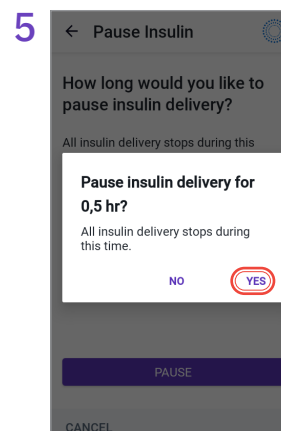 5
Pause Insulin
How long would you like to
pause insulin delivery?
All insulin delivery stops during this
Pause insulin delivery for
0,5 hr?
All insulin delivery stops during
this time.
NO YES
PAUSE
CANCEL